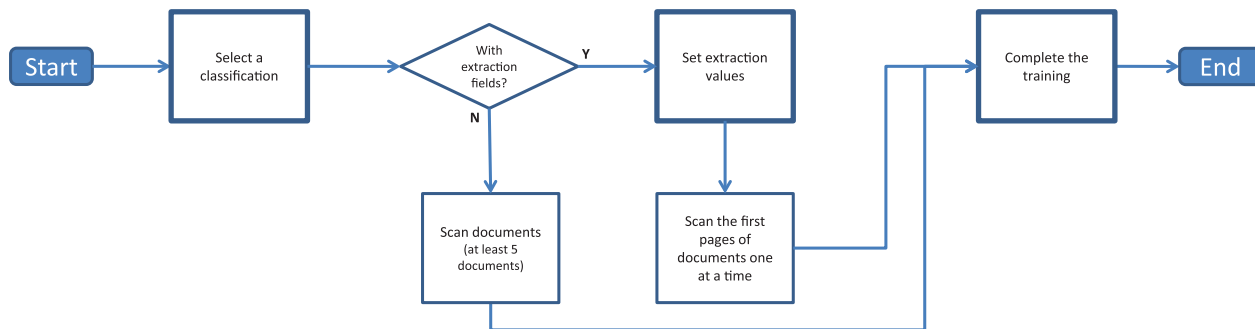 Start
Select a
classification
With
extraction
fields?
Y
N
Set extraction
values
Complete the
training
End
Scan documents
(at least 5
documents)
Scan the first
pages of
documents one
at a time